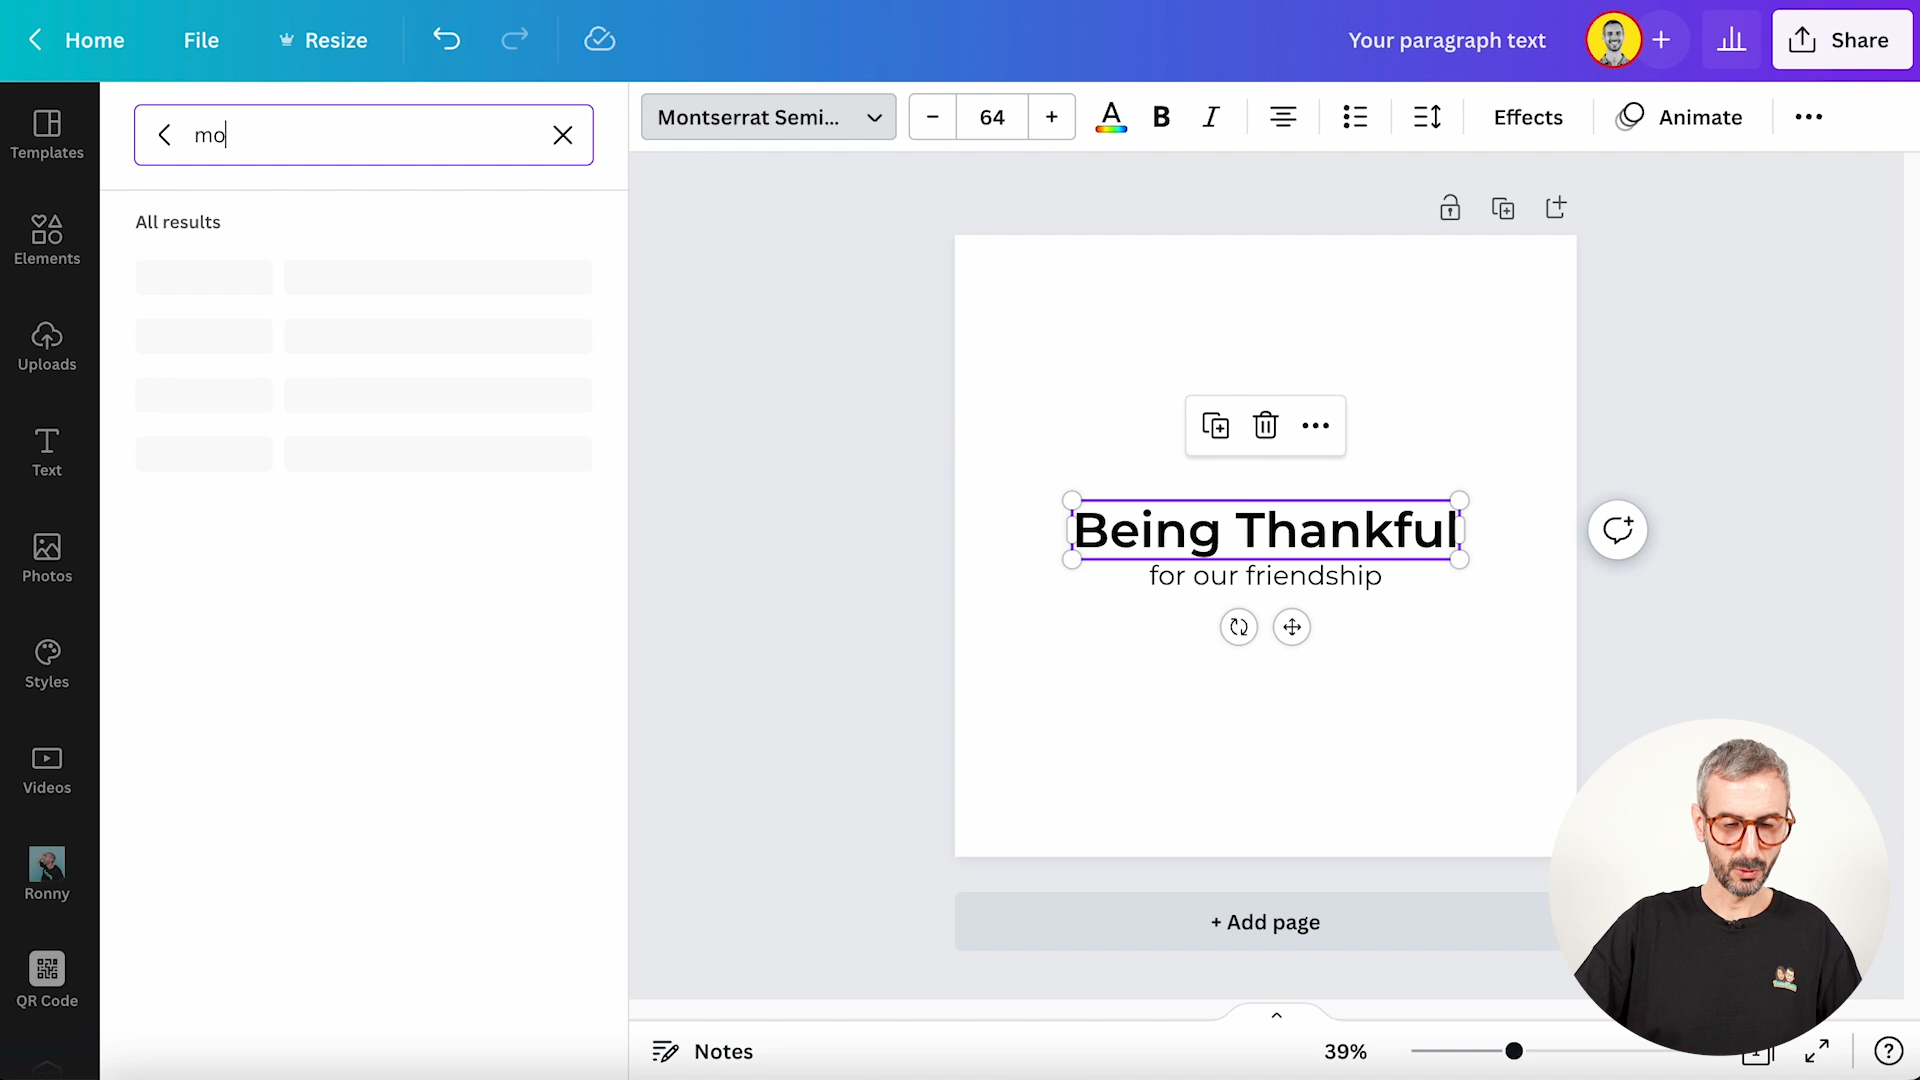 Home File Resize Your paragraph text Share
mo
Montserrat Semi... − 64 + A B I Effects Animate
Templates
Elements
Uploads
Text
Photos
Styles
Videos
Ronny
QR Code
All results
Being Thankful
for our friendship
+ Add page
Notes 39% ?